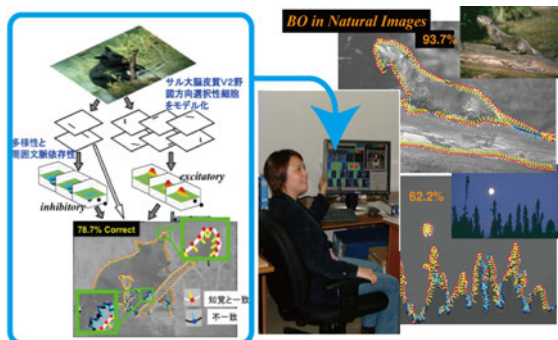 サル大脳皮質V2野
図方向選択性細胞
をモデル化
多様性と
周囲文脈依存性
excitatory
inhibitory
78.7% Correct
知覚と一致
不一致
BO in Natural Images
93.7%
62.2%